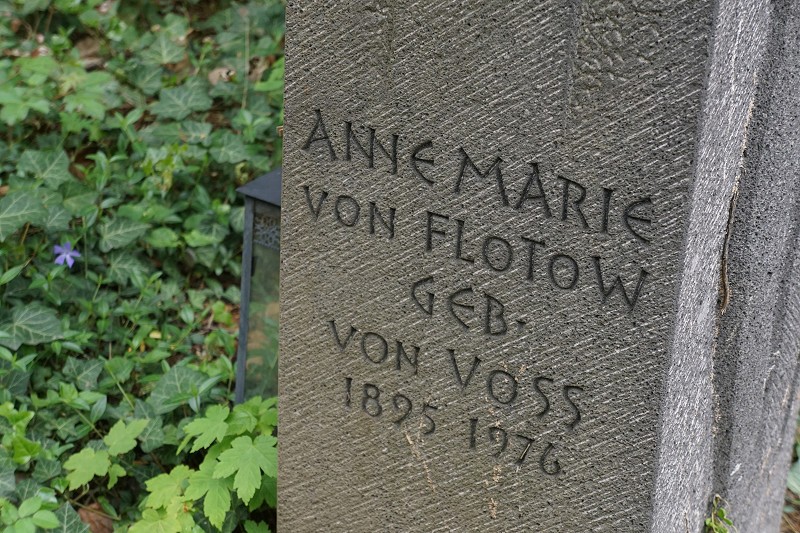 ANNE MARIE
VON FLOTOW
GEB.
VON VOSS
1895 1976